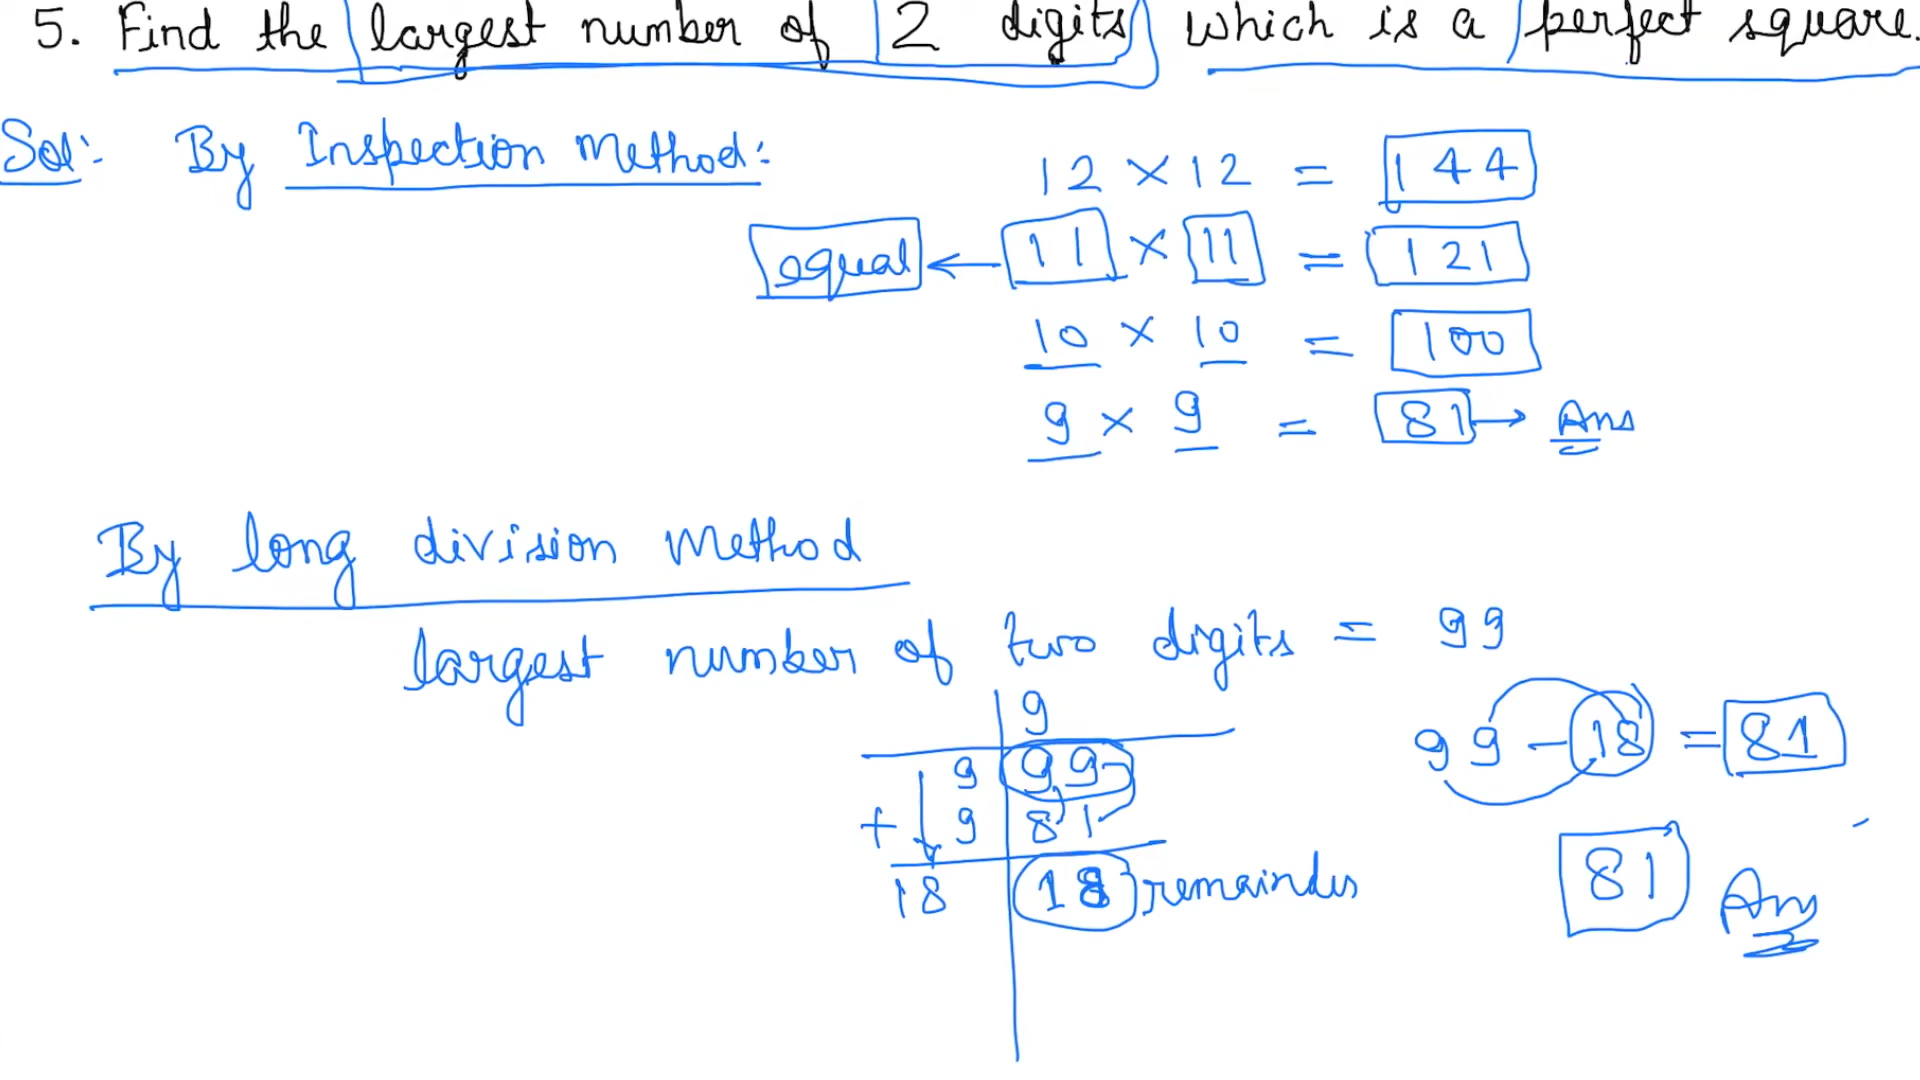 5. Find the largest number of 2 digits which is a perfect square.
Sol:- By Inspection Method:-
12 × 12 = 144
equal ← 11 × 11 = 121
10 × 10 = 100
9 × 9 = 81 → Ans
By long division Method
largest number of two digits = 99
9
9 99
+ 9 81
18 18 remainder
99 - 18 = 81
81 Ans